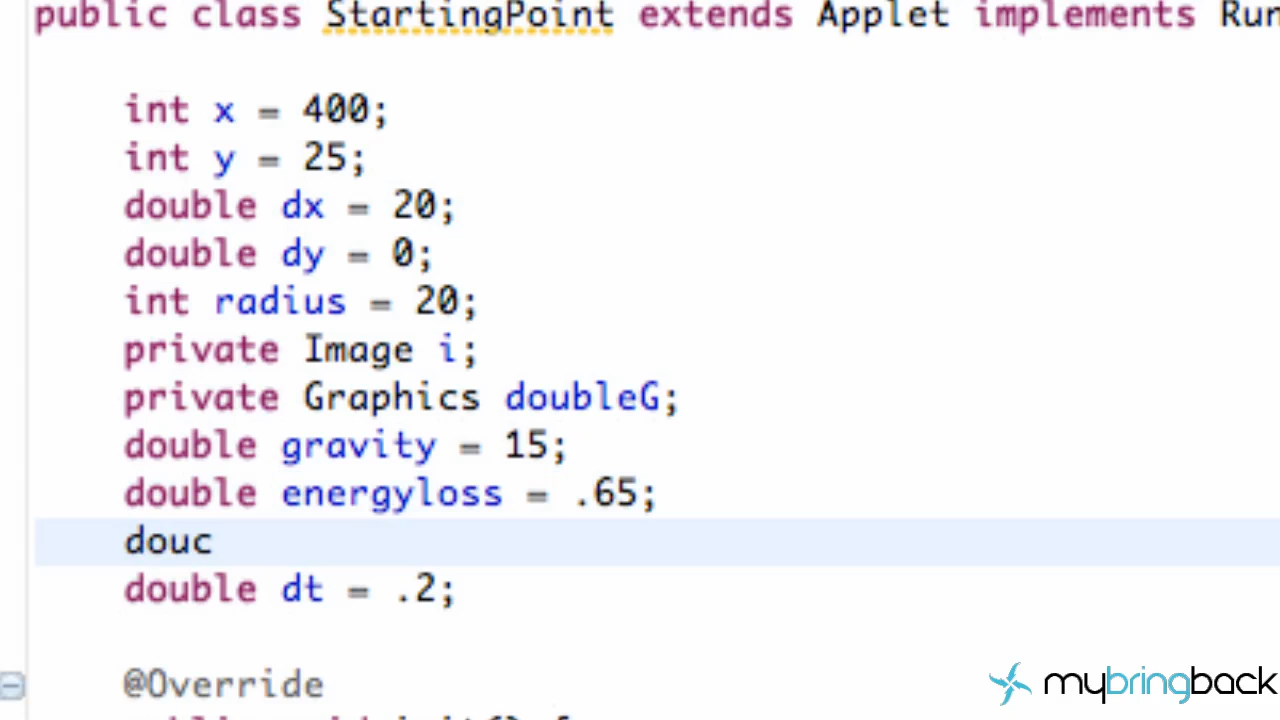 public class StartingPoint extends Applet implements Run
int x = 400;
int y = 25;
double dx = 20;
double dy = 0;
int radius = 20;
private Image i;
private Graphics doubleG;
double gravity = 15;
double energyloss = .65;
douc
double dt = .2;
@Override
mybringback